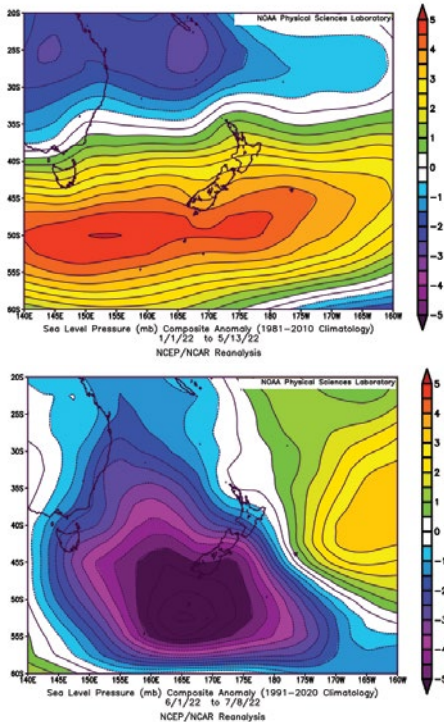 NOAA Physical Sciences Laboratory
20S
25S
30S
35S
40S
45S
50S
55S
60S
140E 145E 150E 155E 160E 165E 170E 175E 180 175W 170W 165W 160W
5
4
3
2
1
0
-1
-2
-3
-4
-5
Sea Level Pressure (mb) Composite Anomaly (1981-2010 Climatology)
1/1/22 to 5/13/22
NCEP/NCAR Reanalysis
NOAA Physical Sciences Laboratory
20S
25S
30S
35S
40S
45S
50S
55S
60S
140E 145E 150E 155E 160E 165E 170E 175E 180 175W 170W 165W 160W
5
4
3
2
1
0
-1
-2
-3
-4
-5
Sea Level Pressure (mb) Composite Anomaly (1991-2020 Climatology)
6/1/22 to 7/8/22
NCEP/NCAR Reanalysis